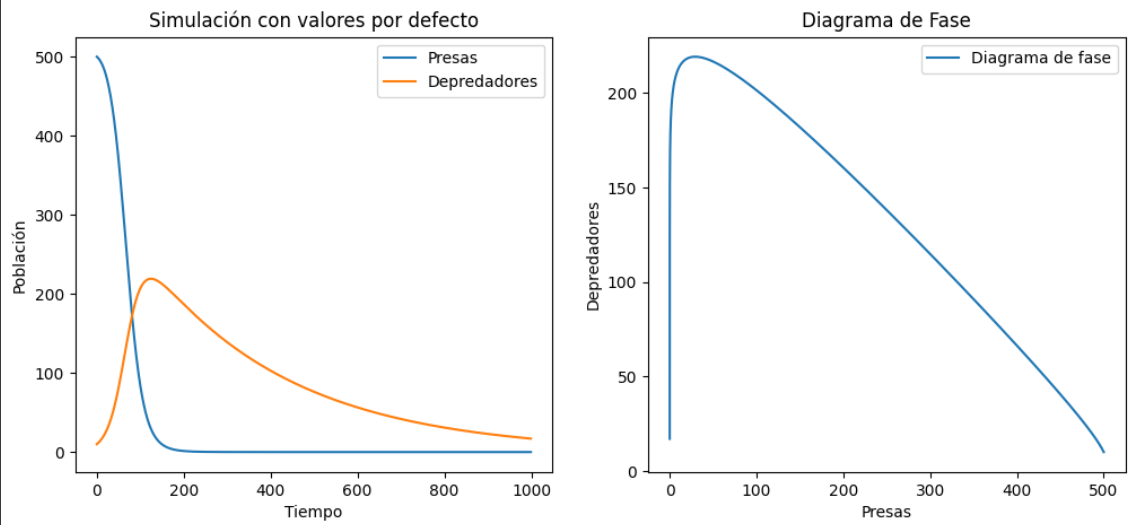 Simulación con valores por defecto
Presas
Depredadores
500
400
300
200
100
0
Población
0
200
400
600
800
1000
Tiempo
Diagrama de Fase
Diagrama de fase
200
150
100
50
0
Depredadores
0
100
200
300
400
500
Presas